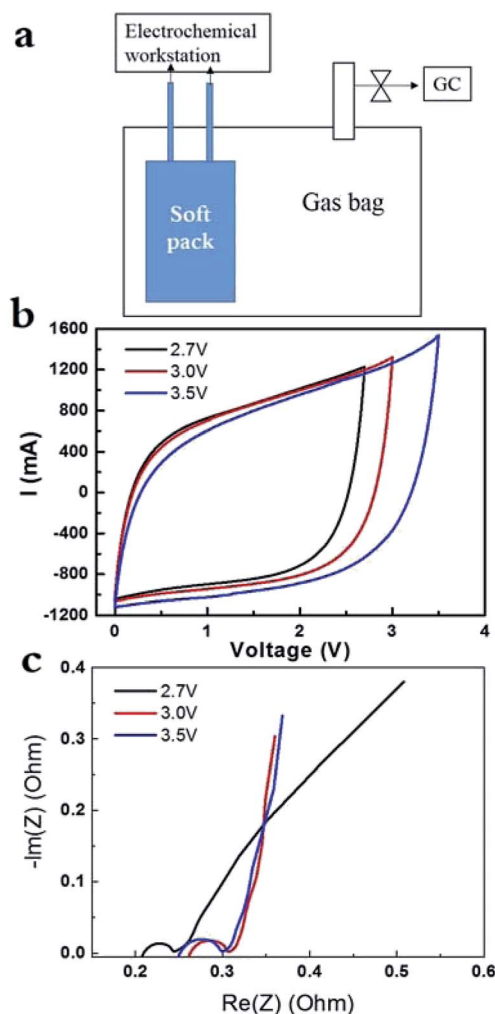 a
Electrochemical
workstation
GC
Soft
pack
Gas bag
b
1600
1200
800
400
0
-400
-800
-1200
I (mA)
2.7V
3.0V
3.5V
0
1
2
3
4
Voltage (V)
c
0.4
0.3
0.2
0.1
0.0
-Im(Z) (Ohm)
2.7V
3.0V
3.5V
0.2
0.3
0.4
0.5
0.6
Re(Z) (Ohm)